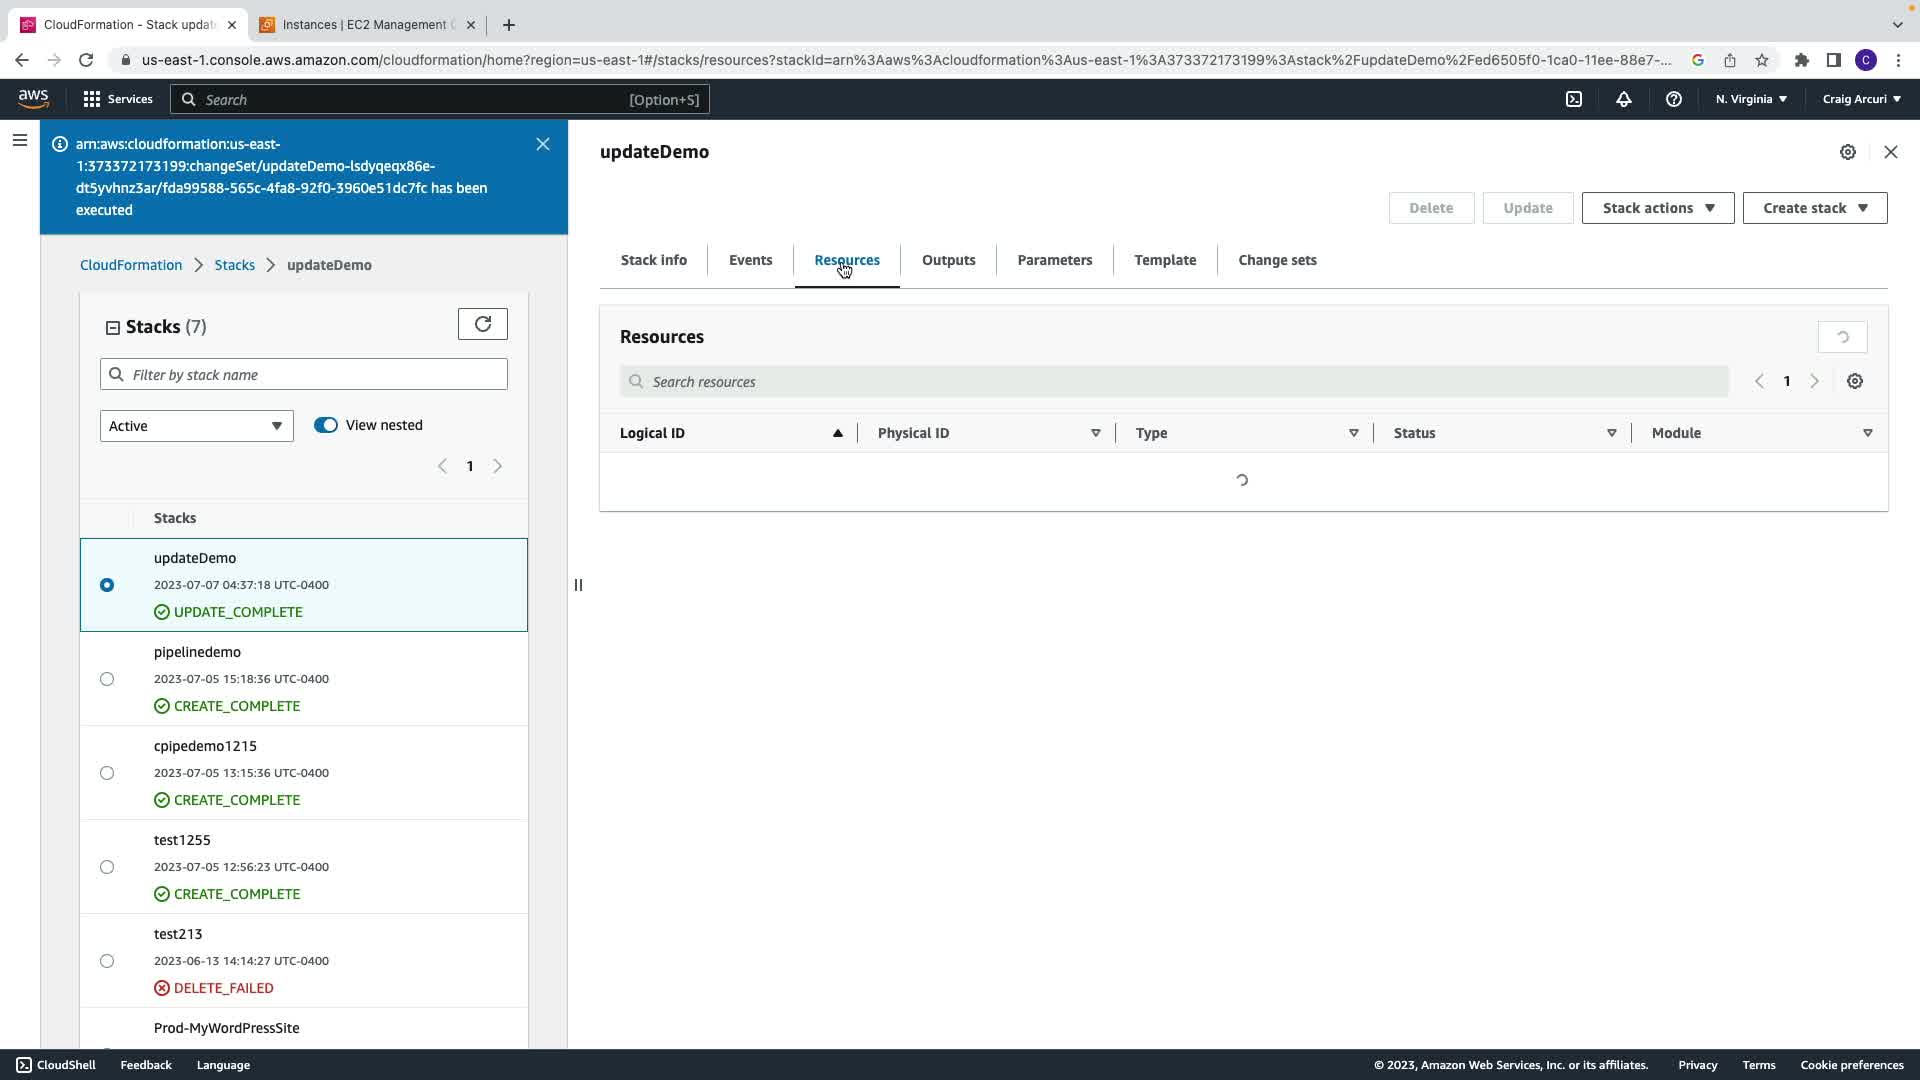 CloudFormation - Stack update
Instances | EC2 Management C
us-east-1.console.aws.amazon.com/cloudformation/home?region=us-east-1#/stacks/resources?stackId=arn%3Aaws%3Acloudformation%3Aus-east-1%3A373372173199%3Astack%2FupdateDemo%2Fed6505f0-1ca0-11ee-88e7-...
C
aws
Services
Search
[Option+S]
N. Virginia
Craig Arcuri
arn:aws:cloudformation:us-east-
1:373372173199:changeSet/updateDemo-lsdyqeqx86e-
dt5yvhnz3ar/fda99588-565c-4fa8-92f0-3960e51dc7fc has been
executed
CloudFormation
Stacks
updateDemo
Stacks (7)
Filter by stack name
Active
View nested
1
Stacks
updateDemo
2023-07-07 04:37:18 UTC-0400
UPDATE_COMPLETE
pipelinedemo
2023-07-05 15:18:36 UTC-0400
CREATE_COMPLETE
cpipedemo1215
2023-07-05 13:15:36 UTC-0400
CREATE_COMPLETE
test1255
2023-07-05 12:56:23 UTC-0400
CREATE_COMPLETE
test213
2023-06-13 14:14:27 UTC-0400
DELETE_FAILED
Prod-MyWordPressSite
updateDemo
Delete
Update
Stack actions
Create stack
Stack info
Events
Resources
Outputs
Parameters
Template
Change sets
Resources
Search resources
1
Logical ID
Physical ID
Type
Status
Module
CloudShell
Feedback
Language
© 2023, Amazon Web Services, Inc. or its affiliates.
Privacy
Terms
Cookie preferences